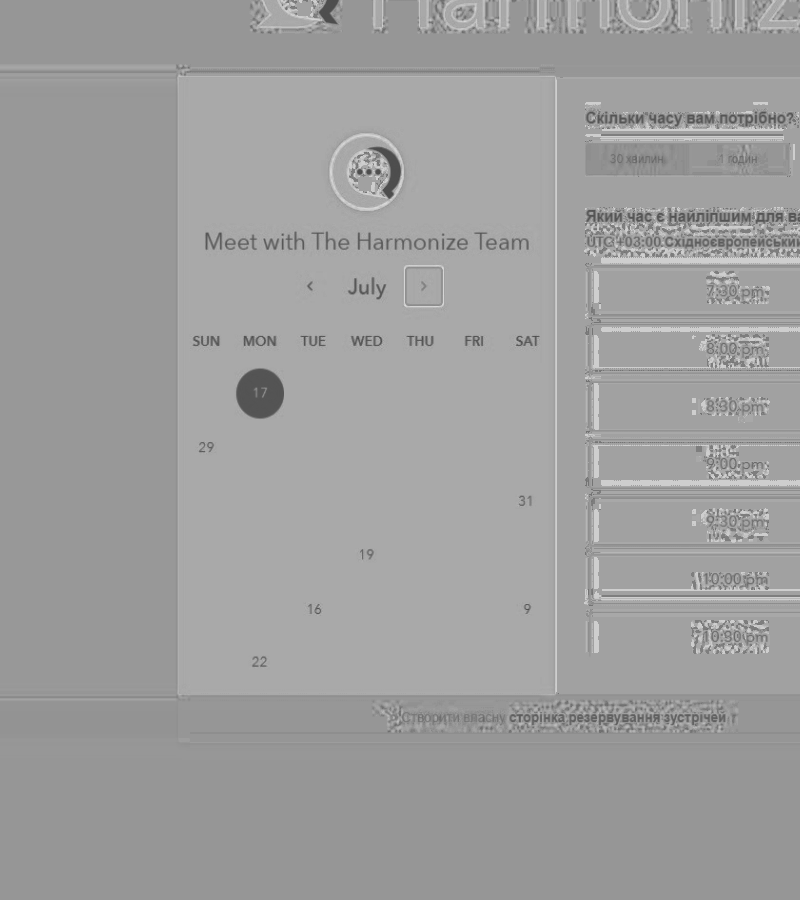 Harmoniz
Meet with The Harmonize Team
‹ July ›
SUN MON TUE WED THU FRI SAT
17
29
31
19
16 9
22
Скільки часу вам потрібно?
30 хвилин 1 годин
Який час є найліпшим для ва
UTC +03:00 Східноєвропейський
7:30 pm
8:00 pm
8:30 pm
9:00 pm
9:30 pm
10:00 pm
10:30 pm
Створити власну сторінка резервування зустрічей